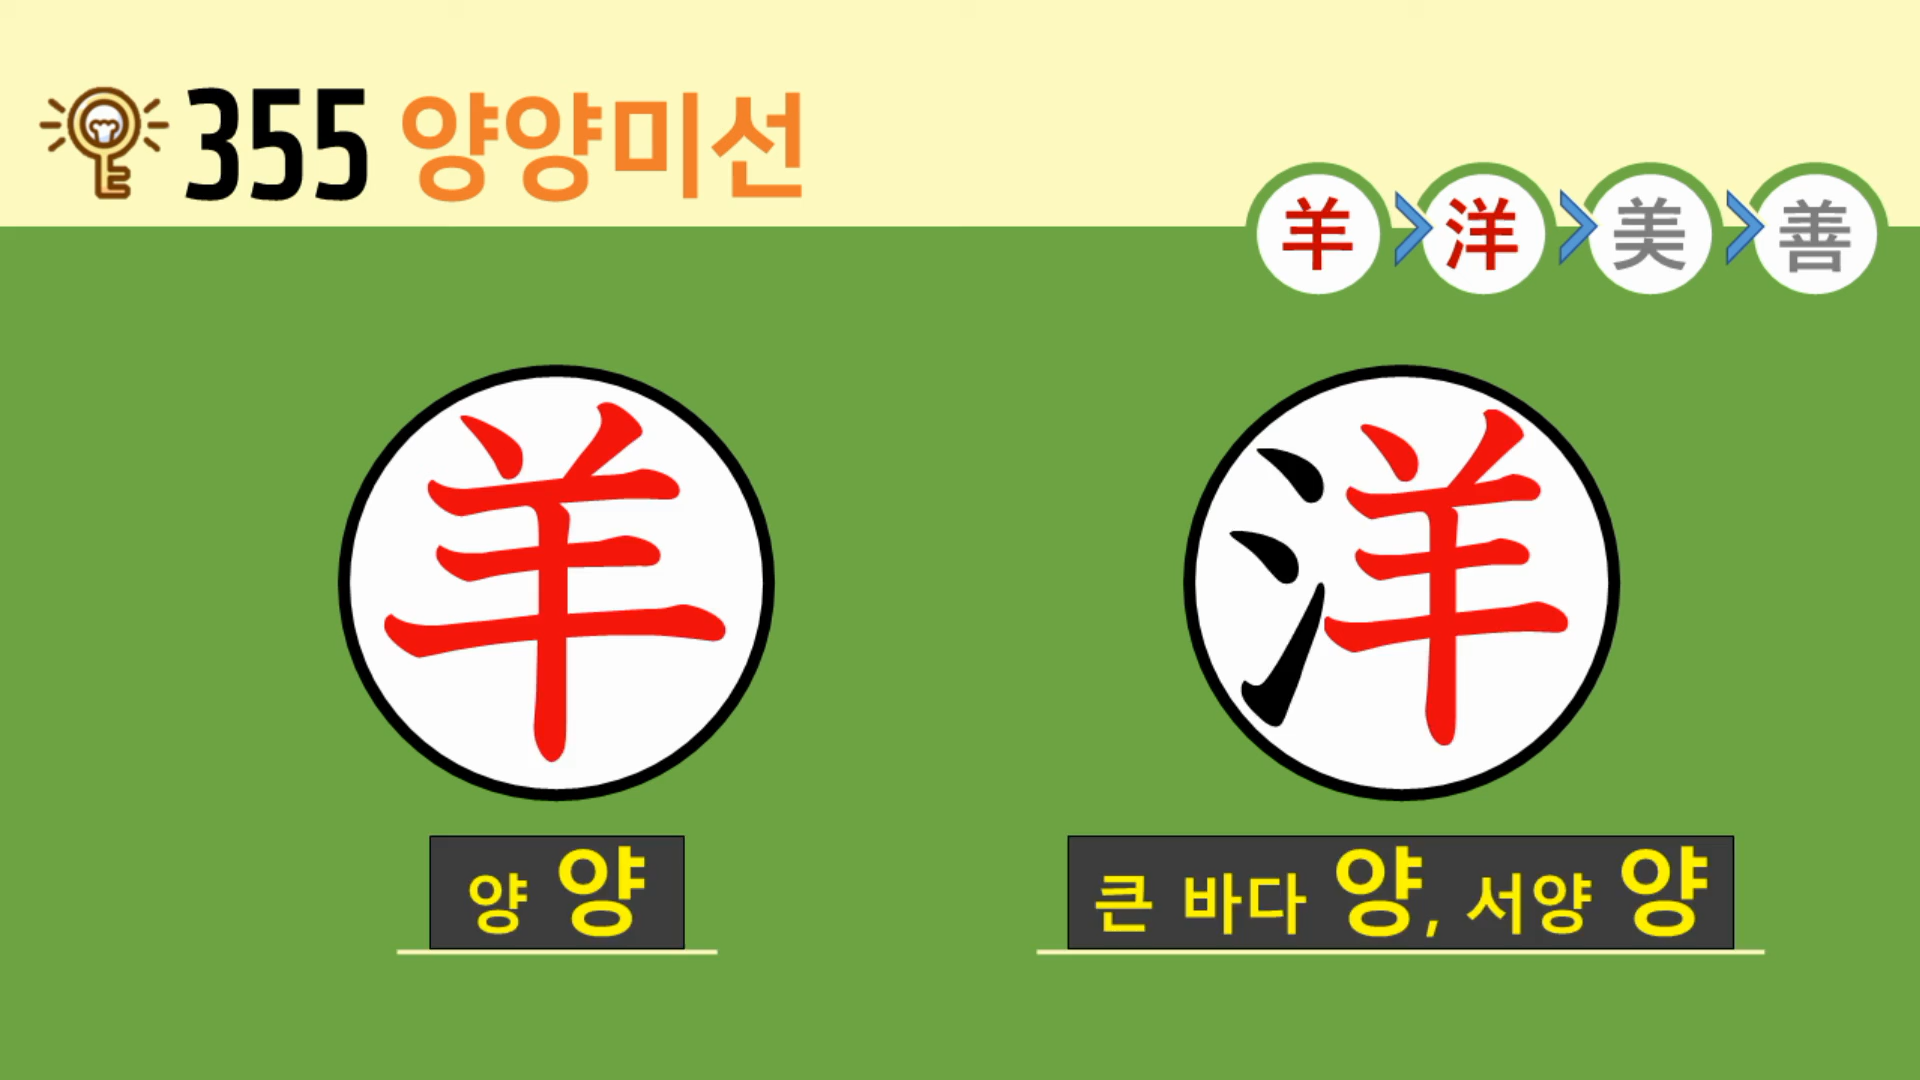 355 양양미선
羊 洋 美 善
羊 洋
양 양
큰 바다 양, 서양 양